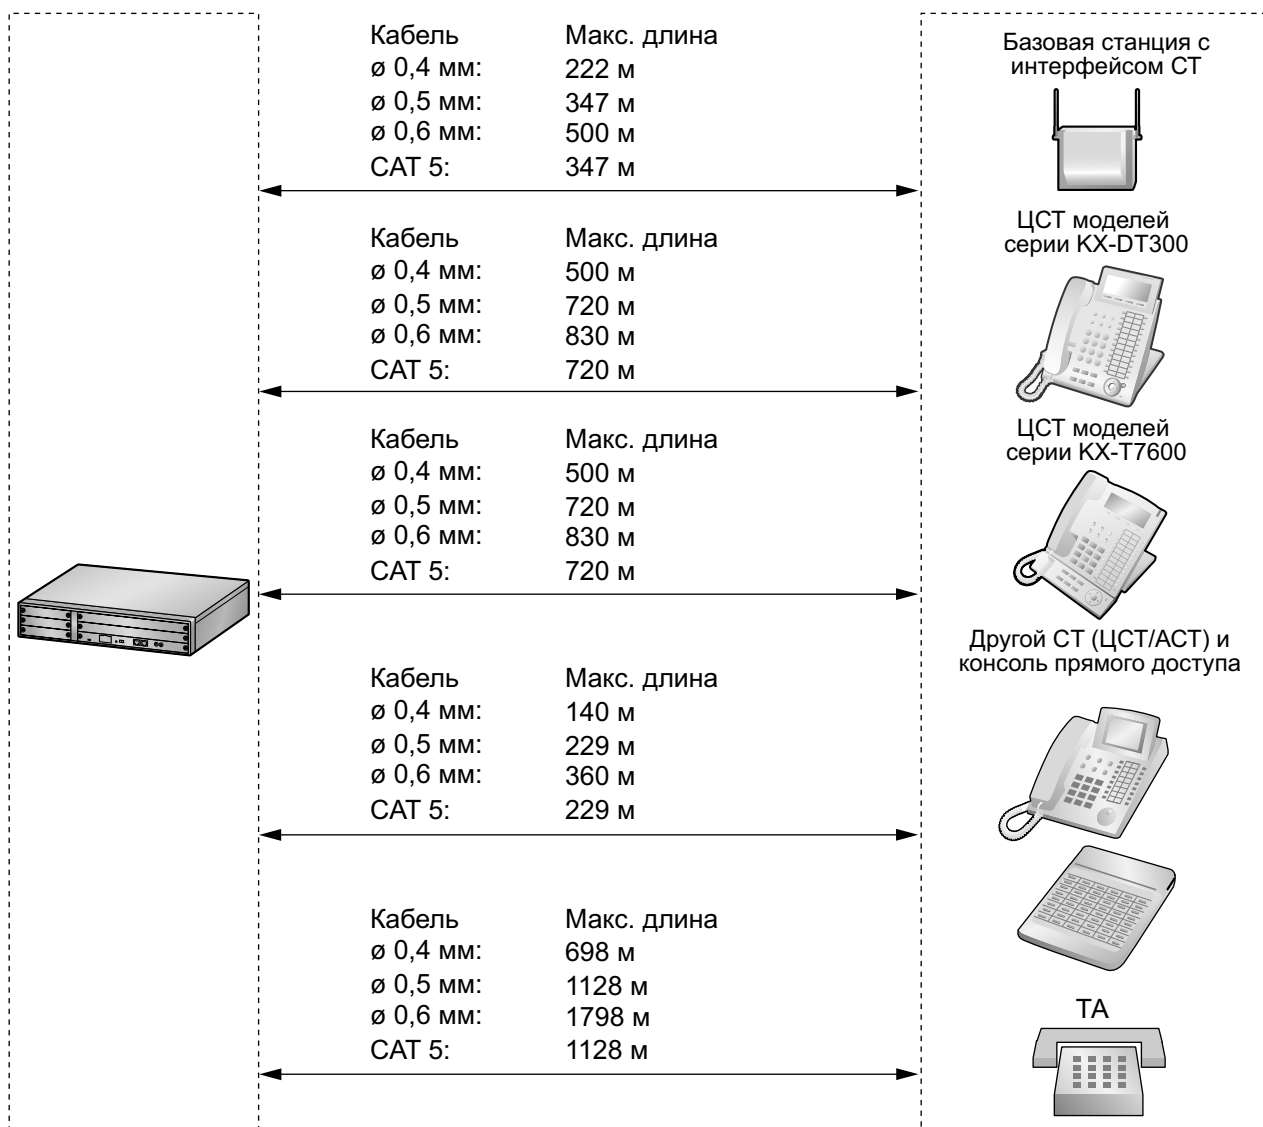 Кабель Макс. длина
ø 0,4 мм: 222 м
ø 0,5 мм: 347 м
ø 0,6 мм: 500 м
CAT 5: 347 м
Базовая станция с
интерфейсом СТ
Кабель Макс. длина
ø 0,4 мм: 500 м
ø 0,5 мм: 720 м
ø 0,6 мм: 830 м
CAT 5: 720 м
ЦСТ моделей
серии KX-DT300
Кабель Макс. длина
ø 0,4 мм: 500 м
ø 0,5 мм: 720 м
ø 0,6 мм: 830 м
CAT 5: 720 м
ЦСТ моделей
серии KX-T7600
Кабель Макс. длина
ø 0,4 мм: 140 м
ø 0,5 мм: 229 м
ø 0,6 мм: 360 м
CAT 5: 229 м
Другой СТ (ЦСТ/АСТ) и
консоль прямого доступа
Кабель Макс. длина
ø 0,4 мм: 698 м
ø 0,5 мм: 1128 м
ø 0,6 мм: 1798 м
CAT 5: 1128 м
ТА